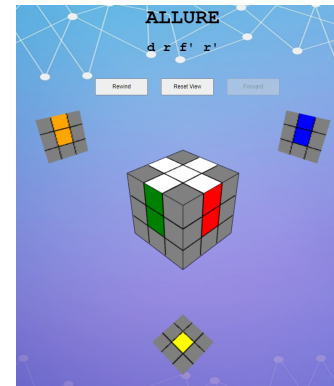 ALLURE
d r f' r'
Rewind
Reset View
Forward